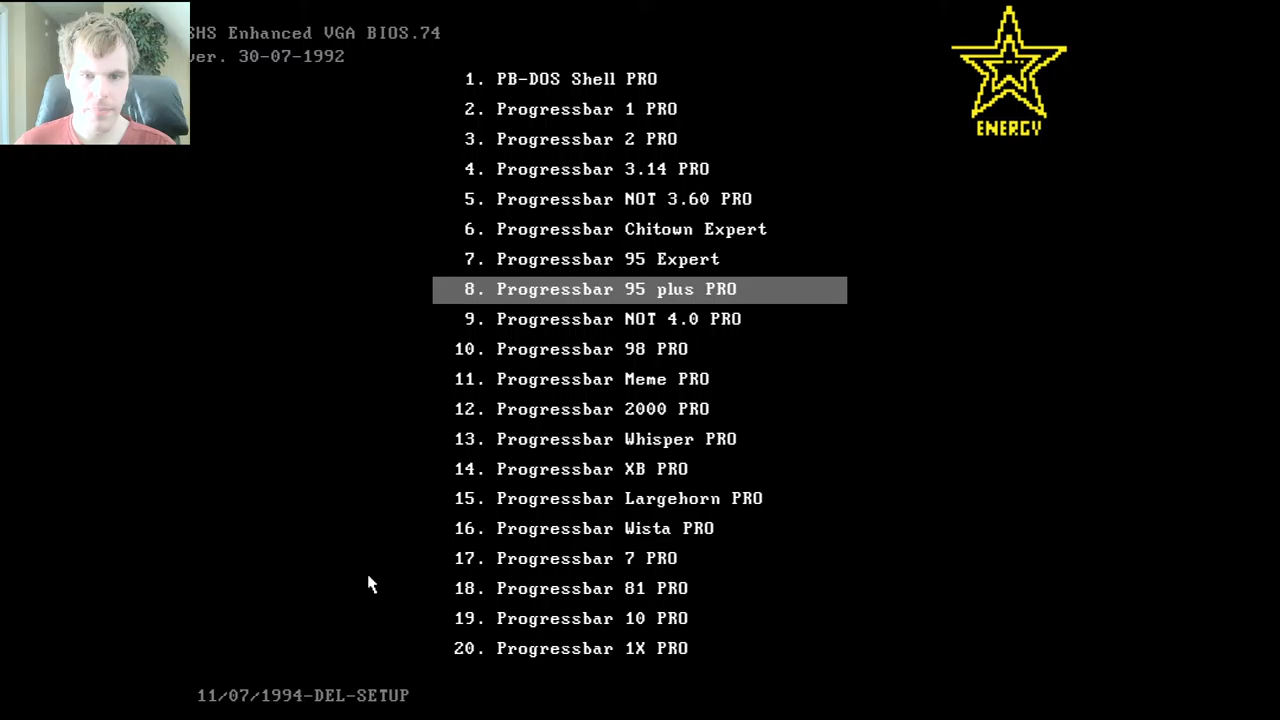 SHS Enhanced VGA BIOS.74
ver. 30-07-1992
ENERGY
1. PB-DOS Shell PRO
2. Progressbar 1 PRO
3. Progressbar 2 PRO
4. Progressbar 3.14 PRO
5. Progressbar NOT 3.60 PRO
6. Progressbar Chitown Expert
7. Progressbar 95 Expert
8. Progressbar 95 plus PRO
9. Progressbar NOT 4.0 PRO
10. Progressbar 98 PRO
11. Progressbar Meme PRO
12. Progressbar 2000 PRO
13. Progressbar Whisper PRO
14. Progressbar XB PRO
15. Progressbar Largehorn PRO
16. Progressbar Wista PRO
17. Progressbar 7 PRO
18. Progressbar 81 PRO
19. Progressbar 10 PRO
20. Progressbar 1X PRO
11/07/1994-DEL-SETUP